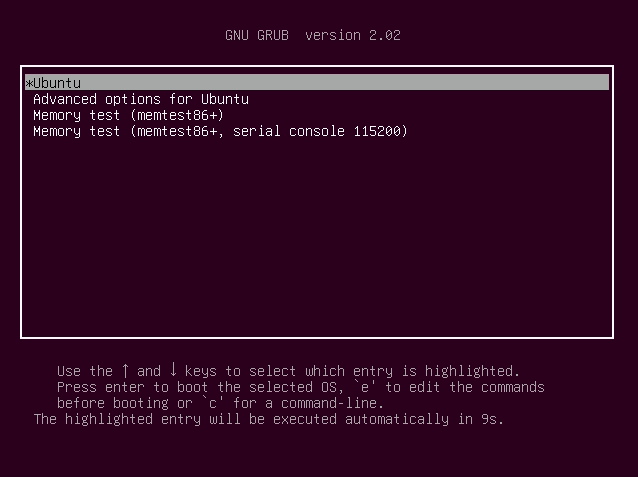 GNU GRUB  version 2.02
*Ubuntu
Advanced options for Ubuntu
Memory test (memtest86+)
Memory test (memtest86+, serial console 115200)
Use the ↑ and ↓ keys to select which entry is highlighted.
Press enter to boot the selected OS, `e' to edit the commands
before booting or `c' for a command-line.
The highlighted entry will be executed automatically in 9s.